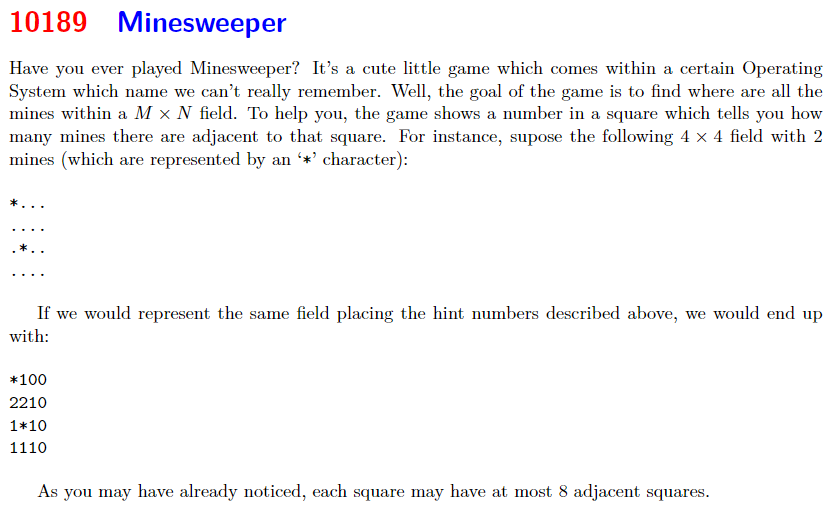 10189 Minesweeper
Have you ever played Minesweeper? It's a cute little game which comes within a certain Operating
System which name we can't really remember. Well, the goal of the game is to find where are all the
mines within a M × N field. To help you, the game shows a number in a square which tells you how
many mines there are adjacent to that square. For instance, supose the following 4 × 4 field with 2
mines (which are represented by an ‘*’ character):
*...
....
.*..
....
If we would represent the same field placing the hint numbers described above, we would end up
with:
*100
2210
1*10
1110
As you may have already noticed, each square may have at most 8 adjacent squares.